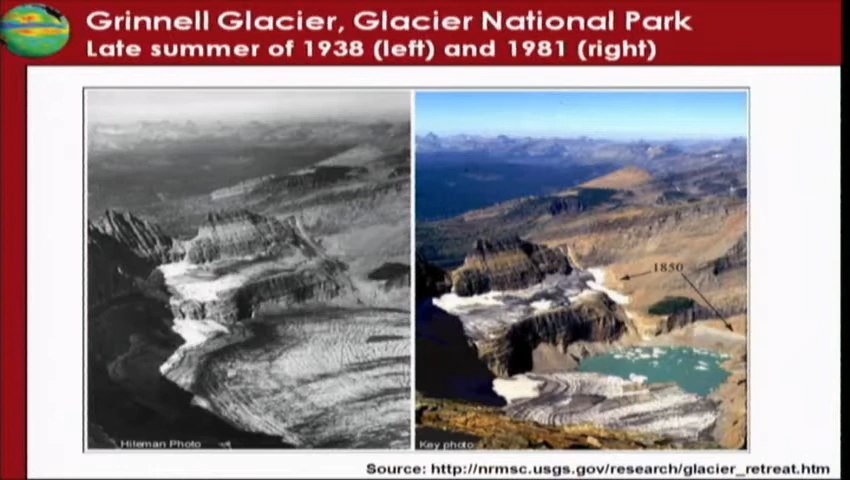 Grinnell Glacier, Glacier National Park
Late summer of 1938 (left) and 1981 (right)
1850
Hileman Photo
Key photo
Source: http://nrmsc.usgs.gov/research/glacier_retreat.htm